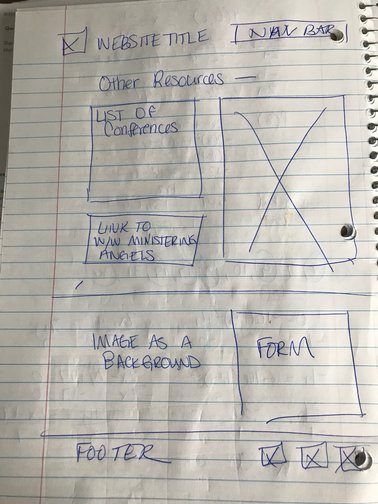 WEBSITE TITLE
NAV BAR
Other Resources —
LIST OF
Conferences
LINK TO
W/W MINISTERING
ANGELS
IMAGE AS A
BACKGROUND
FORM
FOOTER